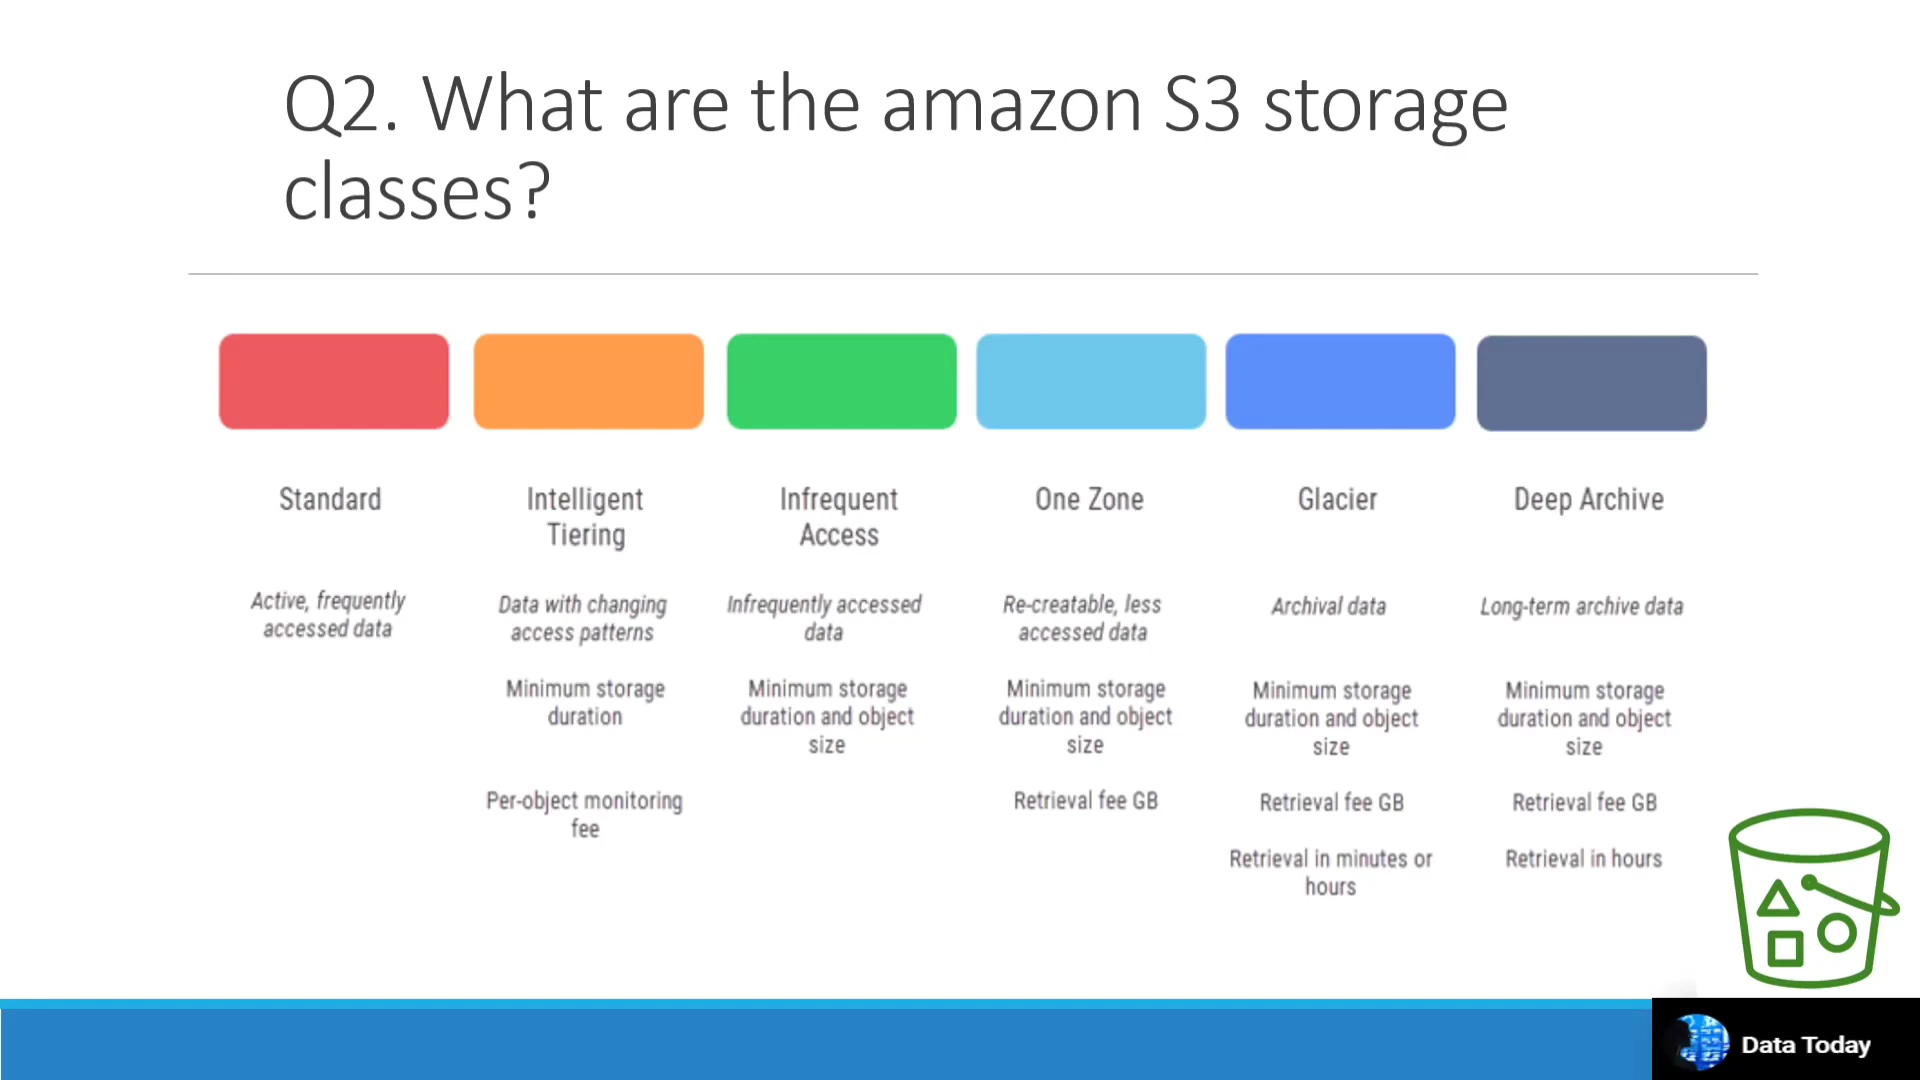 Q2. What are the amazon S3 storage
classes?
Standard
Intelligent
Tiering
Infrequent
Access
One Zone
Glacier
Deep Archive
Active, frequently
accessed data
Data with changing
access patterns
Infrequently accessed
data
Re-creatable, less
accessed data
Archival data
Long-term archive data
Minimum storage
duration
Minimum storage
duration and object
size
Minimum storage
duration and object
size
Minimum storage
duration and object
size
Minimum storage
duration and object
size
Per-object monitoring
fee
Retrieval fee GB
Retrieval fee GB
Retrieval fee GB
Retrieval in minutes or
hours
Retrieval in hours
Data Today